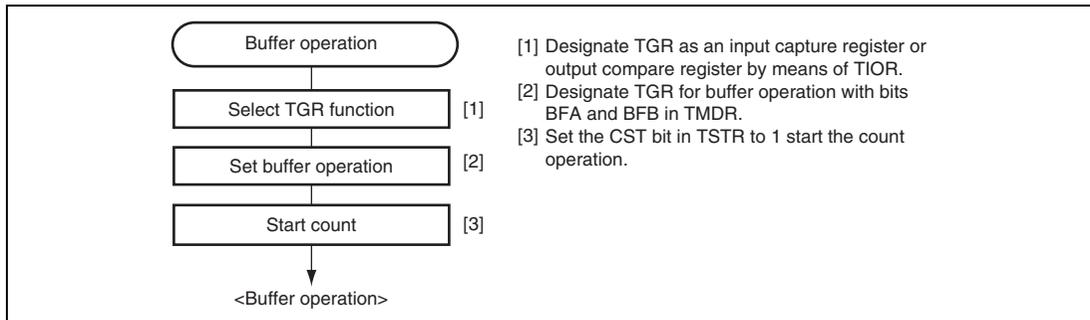 Buffer operation
Select TGR function
[1]
Set buffer operation
[2]
Start count
[3]
<Buffer operation>
[1] Designate TGR as an input capture register or
output compare register by means of TIOR.
[2] Designate TGR for buffer operation with bits
BFA and BFB in TMDR.
[3] Set the CST bit in TSTR to 1 start the count
operation.